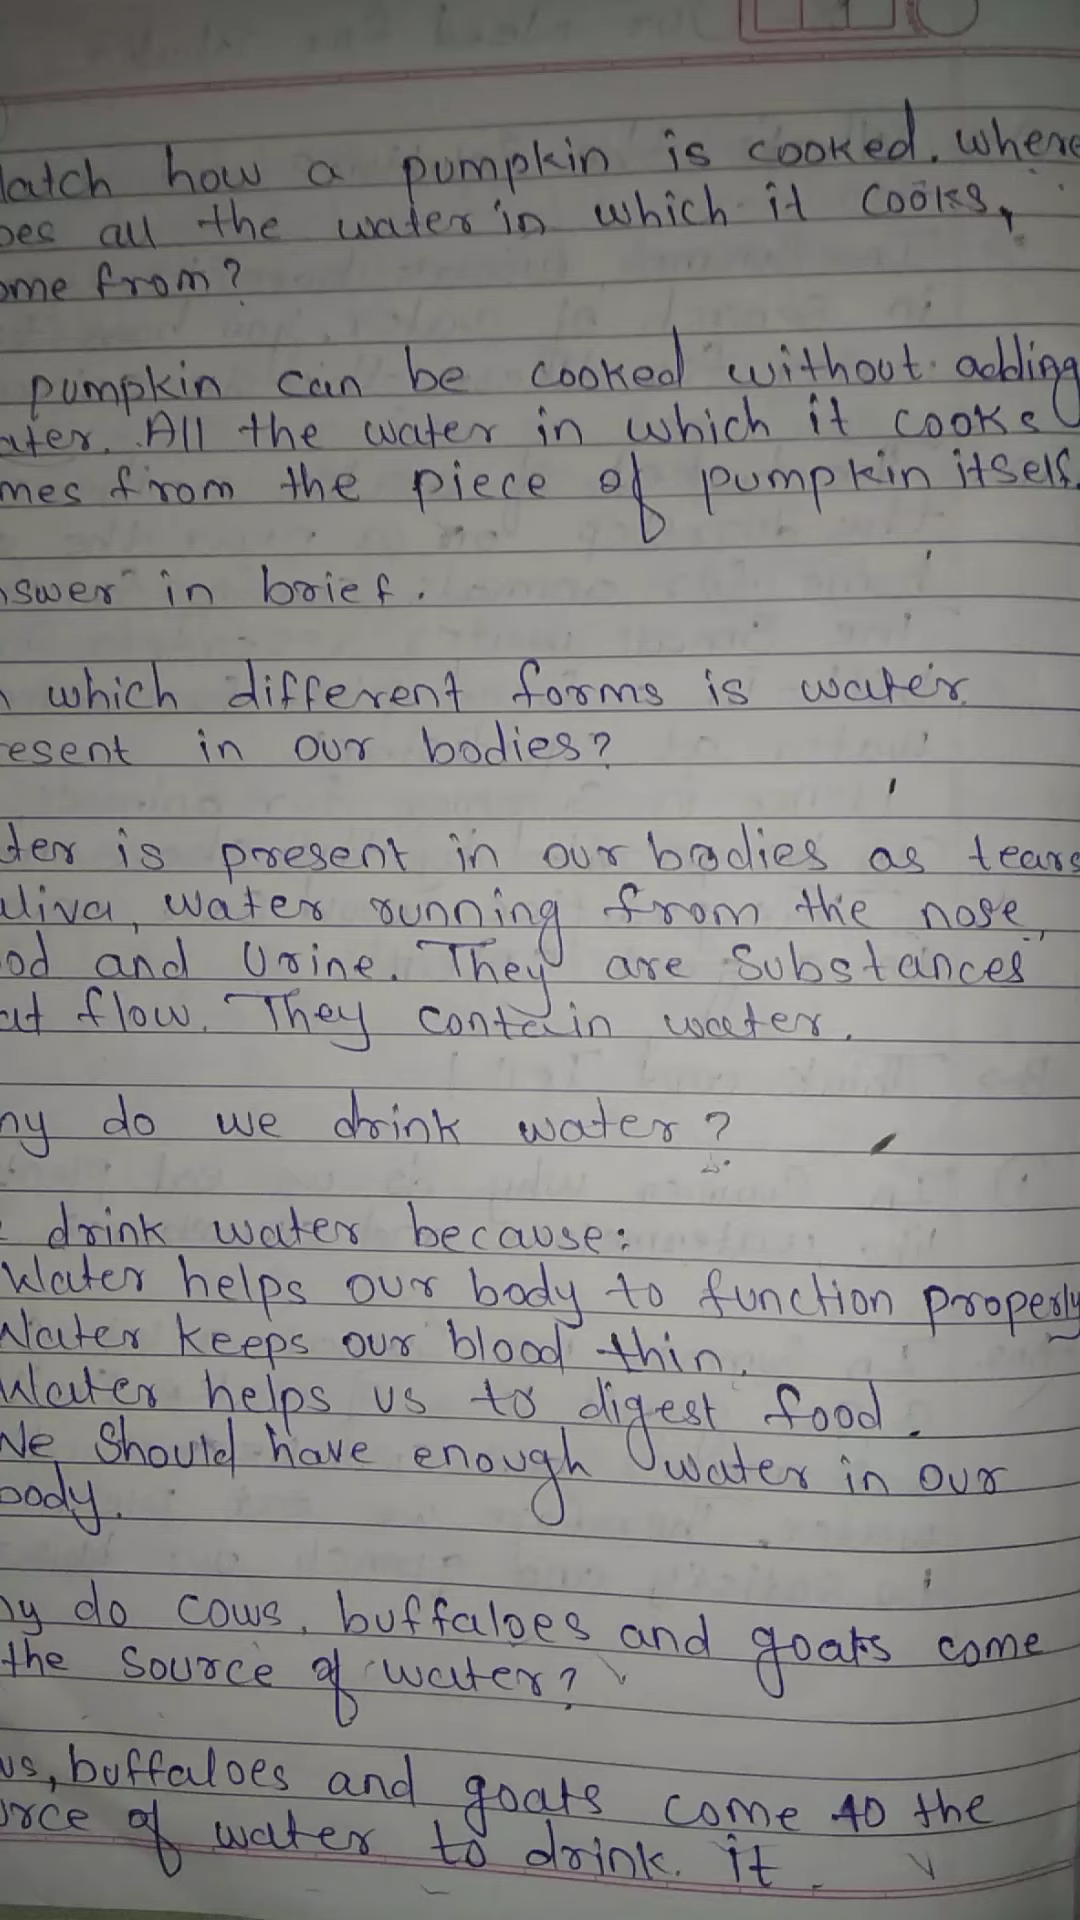 latch how a pumpkin is cooked. where
oes all the water in which it cooks,
ome from?
pumpkin can be cooked without adding
ater. All the water in which it cooks
mes from the piece of pumpkin itself.
swer in brief.
which different forms is water
esent in our bodies?
ter is present in our bodies as tears
aliva, water running from the nose,
od and Urine. They are substances
at flow. They contain water.
hy do we drink water?
drink water because:
Water helps our body to function properly
Water keeps our blood thin.
Water helps us to digest food.
We Should have enough water in our
body.
hy do cows, buffaloes and goats come
the source of water?
ws, buffaloes and goats come to the
urce of water to drink. it.